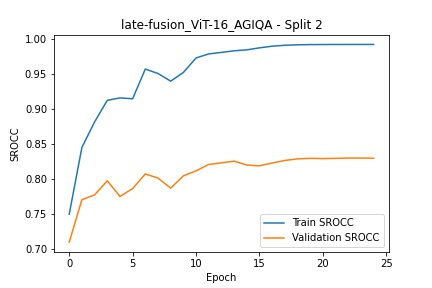 late-fusion_ViT-16_AGIQA - Split 2
1.00
0.95
0.90
0.85
0.80
0.75
0.70
SROCC
0 5 10 15 20 25
Epoch
Train SROCC
Validation SROCC